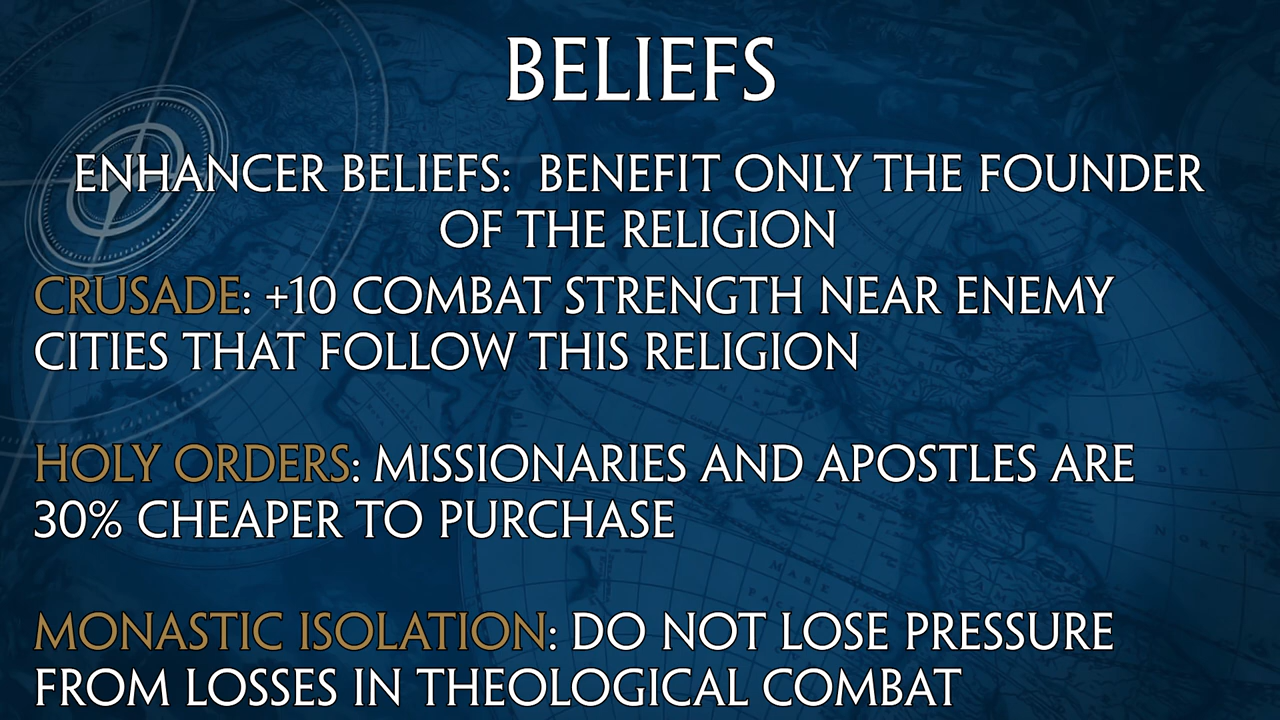 BELIEFS
ENHANCER BELIEFS: BENEFIT ONLY THE FOUNDER
OF THE RELIGION
CRUSADE: +10 COMBAT STRENGTH NEAR ENEMY
CITIES THAT FOLLOW THIS RELIGION
HOLY ORDERS: MISSIONARIES AND APOSTLES ARE
30% CHEAPER TO PURCHASE
MONASTIC ISOLATION: DO NOT LOSE PRESSURE
FROM LOSSES IN THEOLOGICAL COMBAT